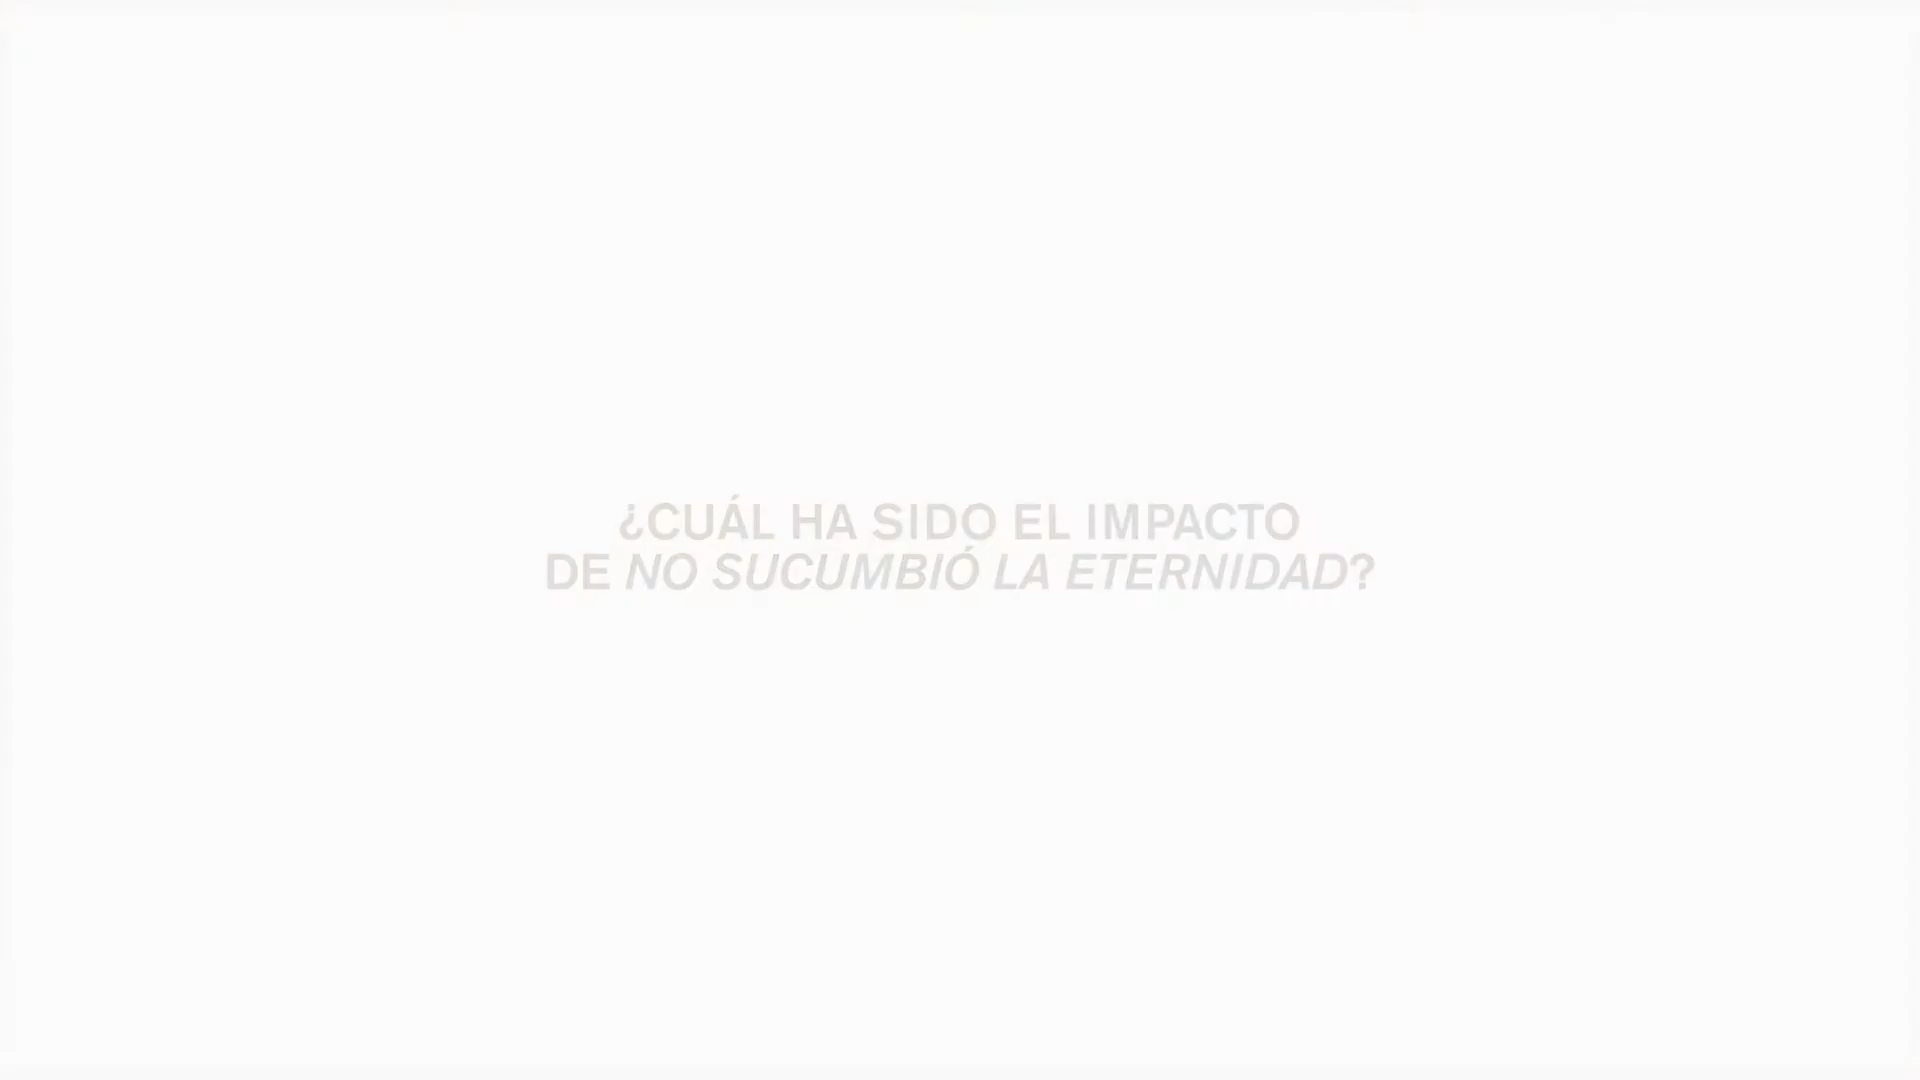 ¿CUÁL HA SIDO EL IMPACTO
DE NO SUCUMBIÓ LA ETERNIDAD?